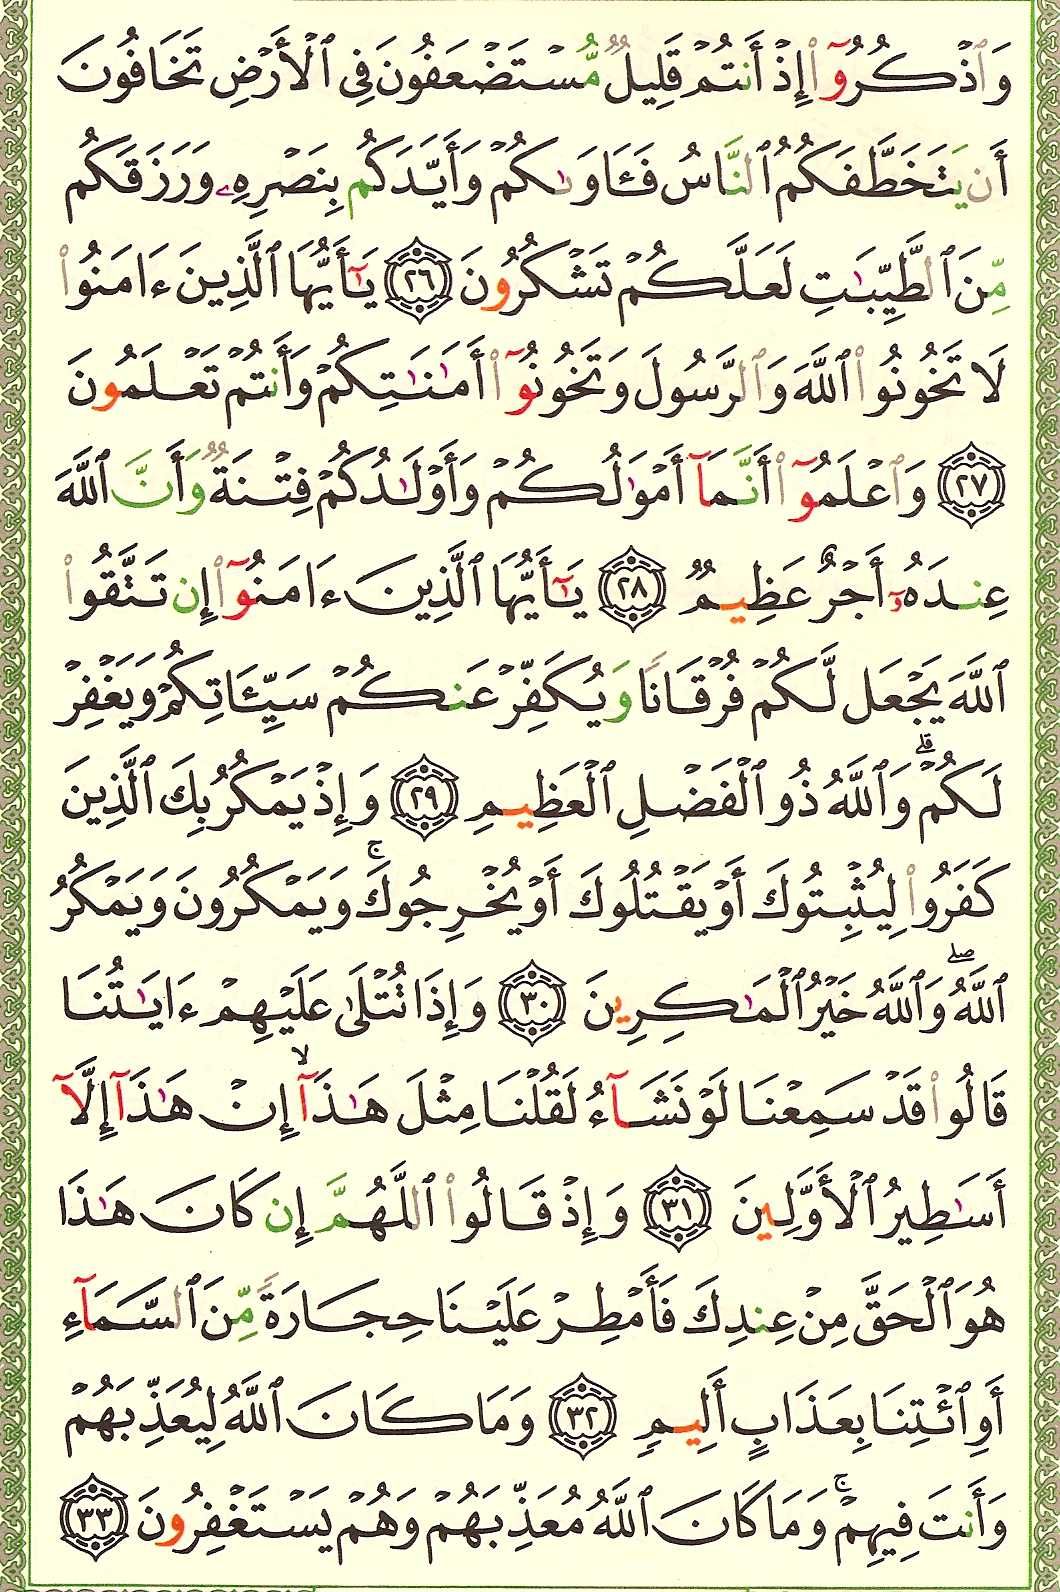 وَٱذۡكُرُوٓاْ إِذۡ أَنتُمۡ قَلِيلٞ مُّسۡتَضۡعَفُونَ فِي ٱلۡأَرۡضِ تَخَافُونَ
أَن يَتَخَطَّفَكُمُ ٱلنَّاسُ فَـَٔاوَىٰكُمۡ وَأَيَّدَكُم بِنَصۡرِهِۦ وَرَزَقَكُم
مِّنَ ٱلطَّيِّبَٰتِ لَعَلَّكُمۡ تَشۡكُرُونَ ٢٦ يَٰٓأَيُّهَا ٱلَّذِينَ ءَامَنُواْ
لَا تَخُونُواْ ٱللَّهَ وَٱلرَّسُولَ وَتَخُونُوٓاْ أَمَٰنَٰتِكُمۡ وَأَنتُمۡ تَعۡلَمُونَ
٢٧ وَٱعۡلَمُوٓاْ أَنَّمَآ أَمۡوَٰلُكُمۡ وَأَوۡلَٰدُكُمۡ فِتۡنَةٞ وَأَنَّ ٱللَّهَ
عِندَهُۥٓ أَجۡرٌ عَظِيمٞ ٢٨ يَٰٓأَيُّهَا ٱلَّذِينَ ءَامَنُوٓاْ إِن تَتَّقُواْ
ٱللَّهَ يَجۡعَل لَّكُمۡ فُرۡقَانٗا وَيُكَفِّرۡ عَنكُمۡ سَيِّـَٔاتِكُمۡ وَيَغۡفِرۡ
لَكُمۡۗ وَٱللَّهُ ذُو ٱلۡفَضۡلِ ٱلۡعَظِيمِ ٢٩ وَإِذۡ يَمۡكُرُ بِكَ ٱلَّذِينَ
كَفَرُواْ لِيُثۡبِتُوكَ أَوۡ يَقۡتُلُوكَ أَوۡ يُخۡرِجُوكَۚ وَيَمۡكُرُونَ وَيَمۡكُرُ
ٱللَّهُۖ وَٱللَّهُ خَيۡرُ ٱلۡمَٰكِرِينَ ٣٠ وَإِذَا تُتۡلَىٰ عَلَيۡهِمۡ ءَايَٰتُنَا
قَالُواْ قَدۡ سَمِعۡنَا لَوۡ نَشَآءُ لَقُلۡنَا مِثۡلَ هَٰذَآۙ إِنۡ هَٰذَآ إِلَّآ
أَسَٰطِيرُ ٱلۡأَوَّلِينَ ٣١ وَإِذۡ قَالُواْ ٱللَّهُمَّ إِن كَانَ هَٰذَا
هُوَ ٱلۡحَقَّ مِنۡ عِندِكَ فَأَمۡطِرۡ عَلَيۡنَا حِجَارَةٗ مِّنَ ٱلسَّمَآءِ
أَوِ ٱئۡتِنَا بِعَذَابٍ أَلِيمٖ ٣٢ وَمَا كَانَ ٱللَّهُ لِيُعَذِّبَهُمۡ
وَأَنتَ فِيهِمۡۚ وَمَا كَانَ ٱللَّهُ مُعَذِّبَهُمۡ وَهُمۡ يَسۡتَغۡفِرُونَ ٣٣